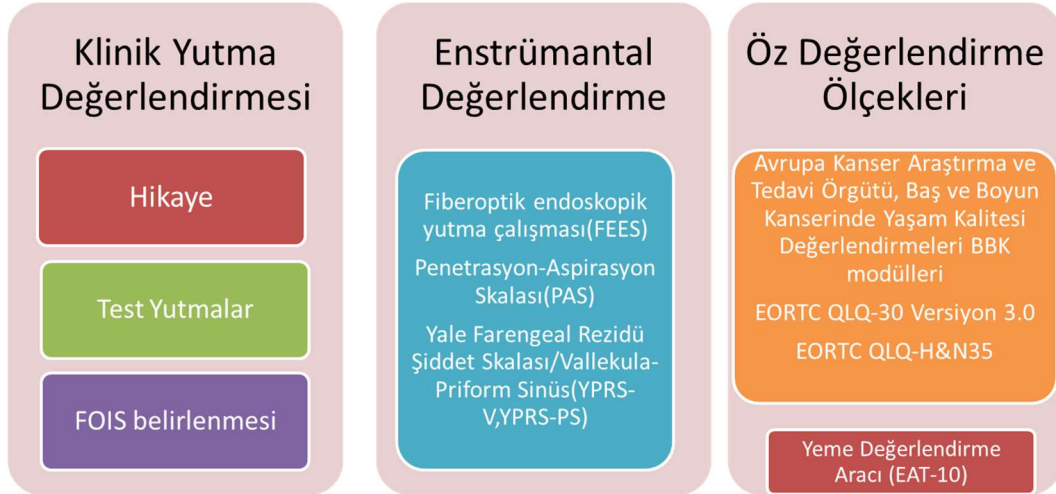 Klinik Yutma
Değerlendirmesi
Hikaye
Test Yutmalar
FOIS belirlenmesi
Enstrümantal
Değerlendirme
Fiberoptik endoskopik
yutma çalışması(FEES)
Penetrasyon-Aspirasyon
Skalası(PAS)
Yale Farengeal Rezidü
Şiddet Skalası/Vallekula-
Priform Sinüs(YPRS-
V,YPRS-PS)
Öz Değerlendirme
Ölçekleri
Avrupa Kanser Araştırma ve
Tedavi Örgütü, Baş ve Boyun
Kanserinde Yaşam Kalitesi
Değerlendirmeleri BBK
modülleri
EORTC QLQ-30 Versiyon 3.0
EORTC QLQ-H&N35
Yeme Değerlendirme
Aracı (EAT-10)